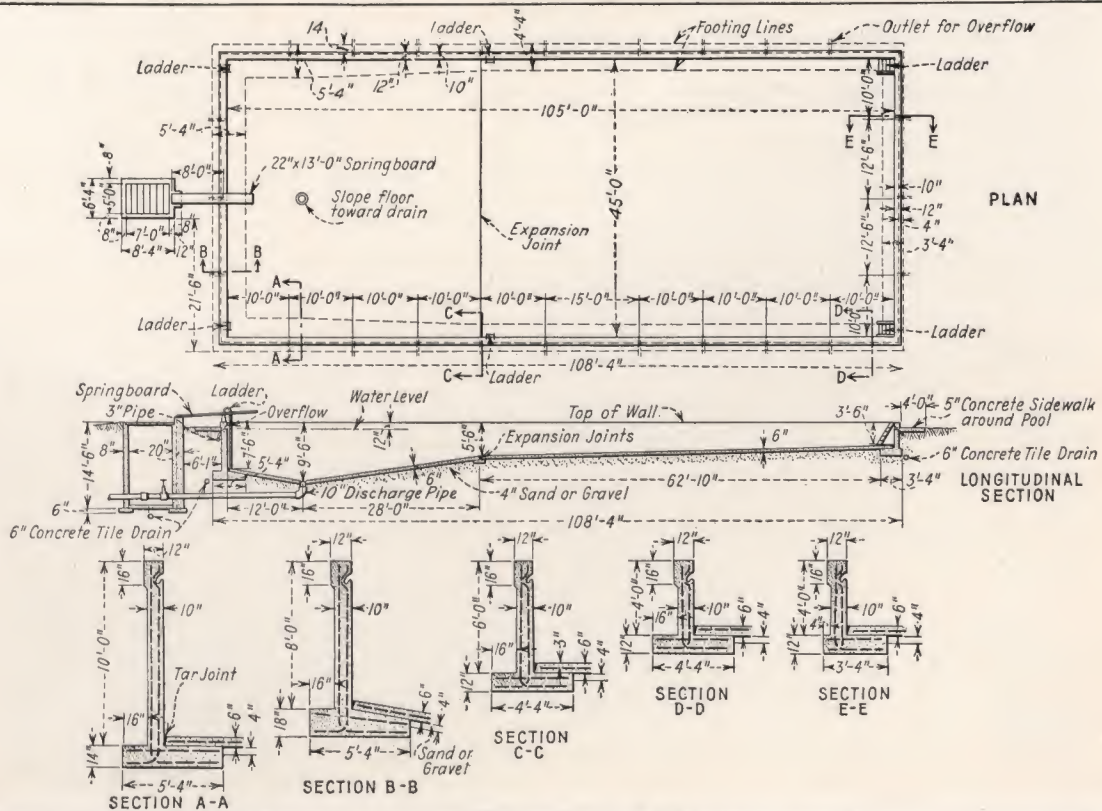 14
ladder
4'-4"
Footing Lines
Outlet for Overflow
Ladder
Ladder
5'-4"
12"
10"
10'-0"
105'-0"
5'-4"
E
E
8'-0"
12'-6"
22"x13'-0" Springboard
8"
6'-4"
5'-0"
Slope floor
toward drain
45'-0"
10"
PLAN
12"
4"
Expansion
Joint
12'-6"
3'-4"
8"
7'-0"
8"
8'-4"
12"
B
B
21'-6"
A
10'-0"
10'-0"
10'-0"
10'-0"
10'-0"
15'-0"
10'-0"
10'-0"
10'-0"
10'-0"
C
D
10'-0"
Ladder
Ladder
A
C
Ladder
D
108'-4"
Springboard
Ladder
Water Level
Top of Wall
3'-6"
4'-0"
5" Concrete Sidewalk
around Pool
3" Pipe
Overflow
12"
5'-6"
Expansion Joints
6"
14'-6"
8"
20"
7'-6"
9'-6"
6'-1"
5'-4"
6"
6" Concrete Tile Drain
4" Sand or Gravel
62'-10"
3'-4"
LONGITUDINAL
SECTION
6"
10" Discharge Pipe
12'-0"
28'-0"
6" Concrete Tile Drain
108'-4"
12"
16"
10"
10'-0"
Tar Joint
16"
6"
4"
14"
5'-4"
SECTION A-A
12"
16"
10"
8'-0"
16"
6"
4"
18"
5'-4"
Sand or
Gravel
SECTION B-B
12"
16"
10"
6'-0"
16"
3"
6"
4"
12"
4'-4"
SECTION
C-C
12"
16"
4'-0"
10"
6"
4"
16"
12"
4'-4"
SECTION
D-D
12"
16"
4'-0"
10"
6"
4"
4"
12"
3'-4"
SECTION
E-E